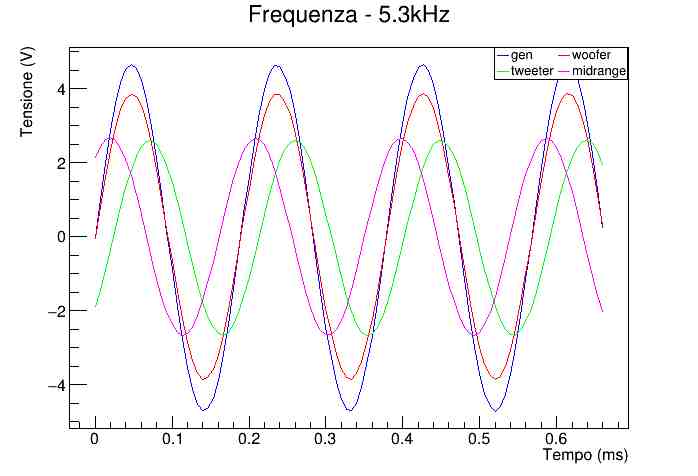 Frequenza - 5.3kHz
Tensione (V)
gen woofer
tweeter midrange
4
2
0
−2
−4
0 0.1 0.2 0.3 0.4 0.5 0.6
Tempo (ms)